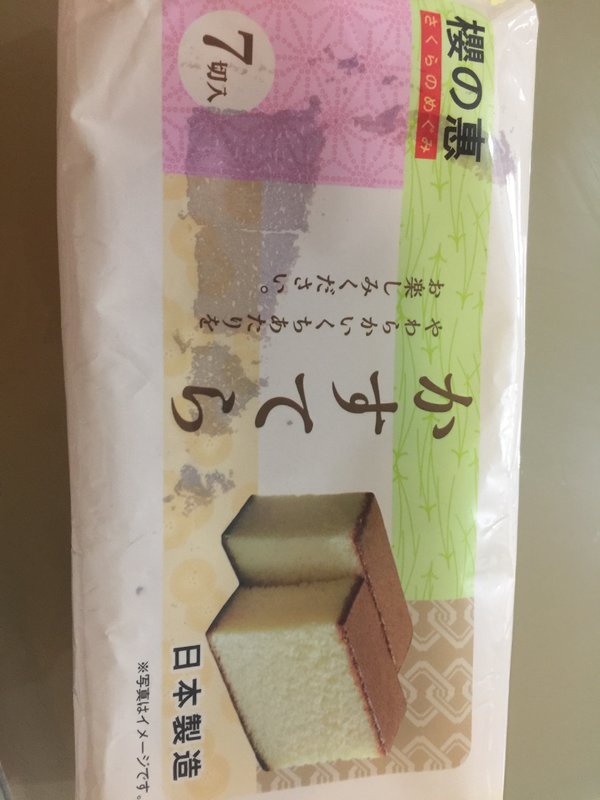 櫻の恵
さくらのめぐみ
7切入
やわらかいくちあたりを
お楽しみください。
かすてら
日本製造
※写真はイメージです。